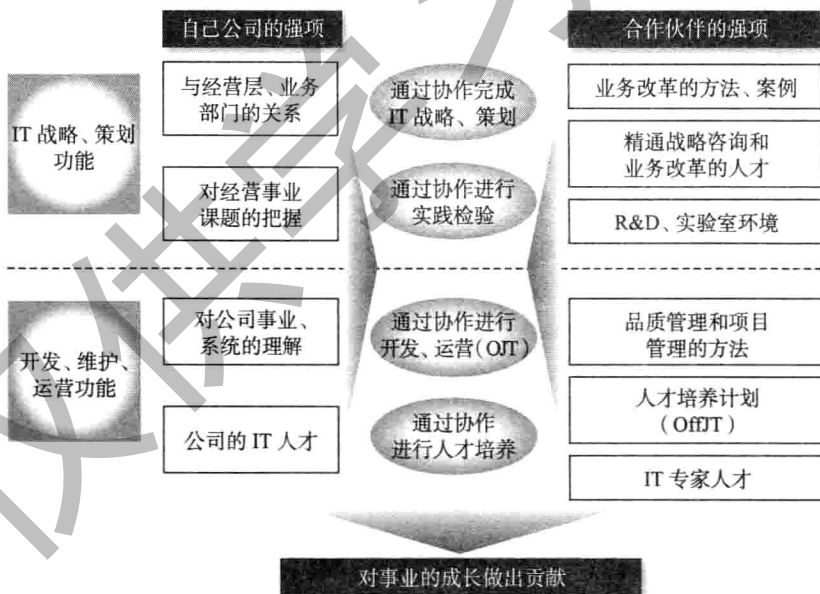 自己公司的强项
合作伙伴的强项
IT 战略、策划
功能
与经营层、业务
部门的关系
对经营事业
课题的把握
通过协作完成
IT 战略、策划
通过协作进行
实践检验
业务改革的方法、案例
精通战略咨询和
业务改革的人才
R&D、实验室环境
开发、维护、
运营功能
对公司事业、
系统的理解
公司的 IT 人才
通过协作进行
开发、运营(OJT)
通过协作
进行人才培养
品质管理和项目
管理的方法
人才培养计划
(OffJT)
IT 专家人才
对事业的成长做出贡献
仅供学